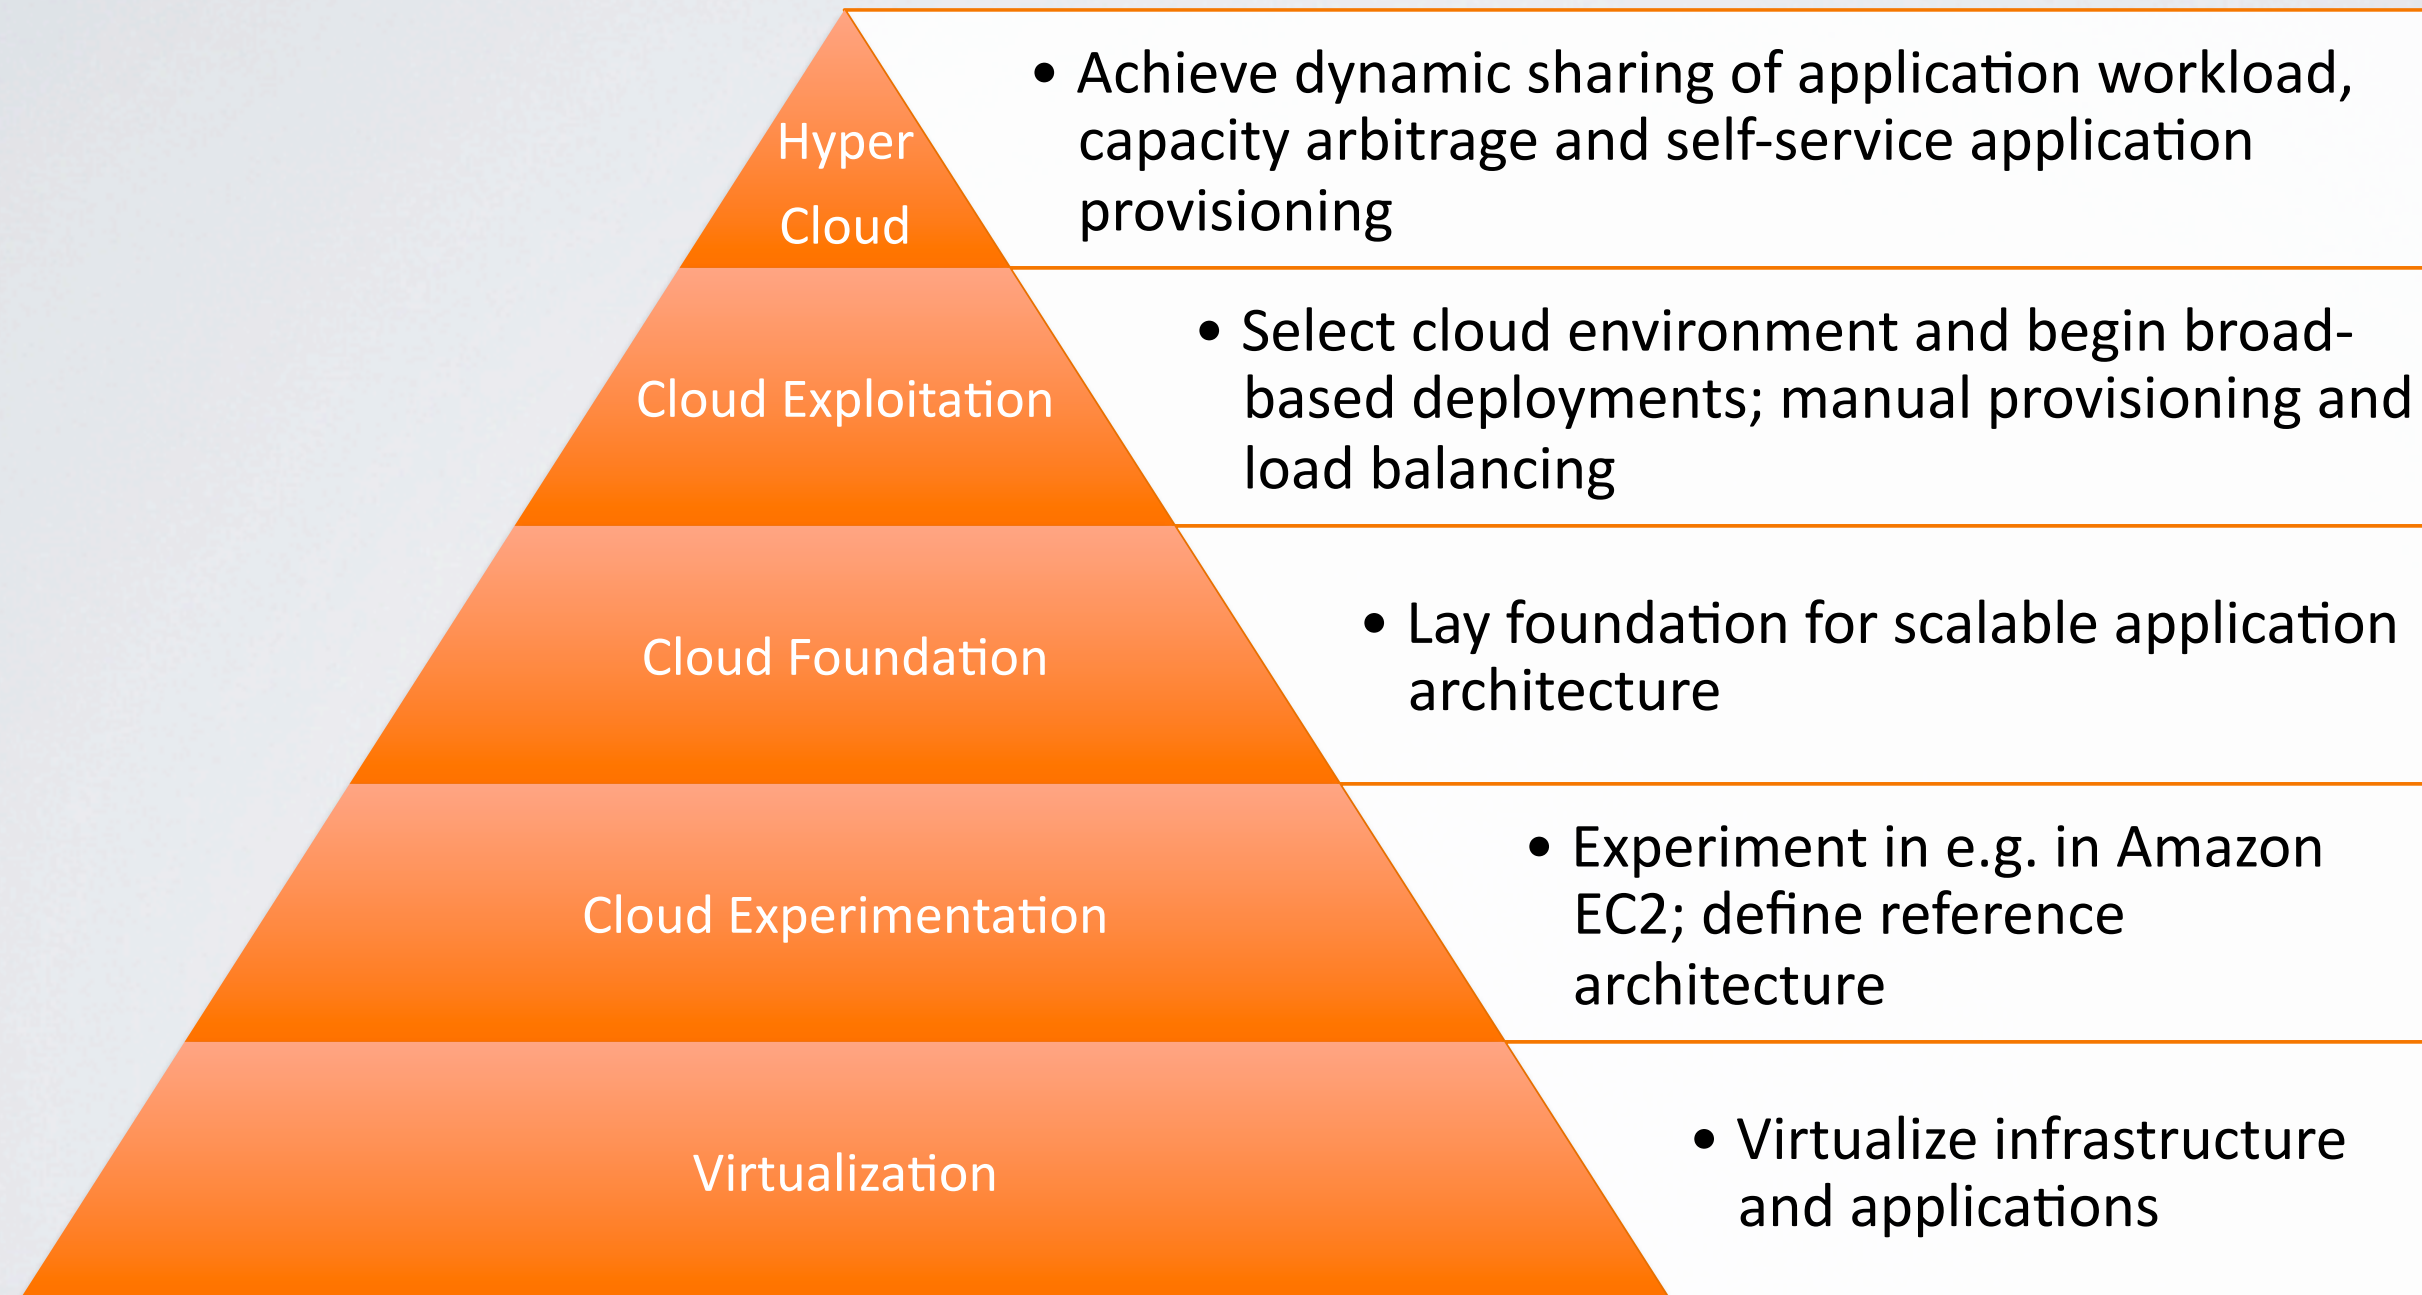 Hyper
Cloud
• Achieve dynamic sharing of application workload,
capacity arbitrage and self-service application
provisioning
Cloud Exploitation
• Select cloud environment and begin broad-
based deployments; manual provisioning and
load balancing
Cloud Foundation
• Lay foundation for scalable application
architecture
Cloud Experimentation
• Experiment in e.g. in Amazon
EC2; define reference
architecture
Virtualization
• Virtualize infrastructure
and applications